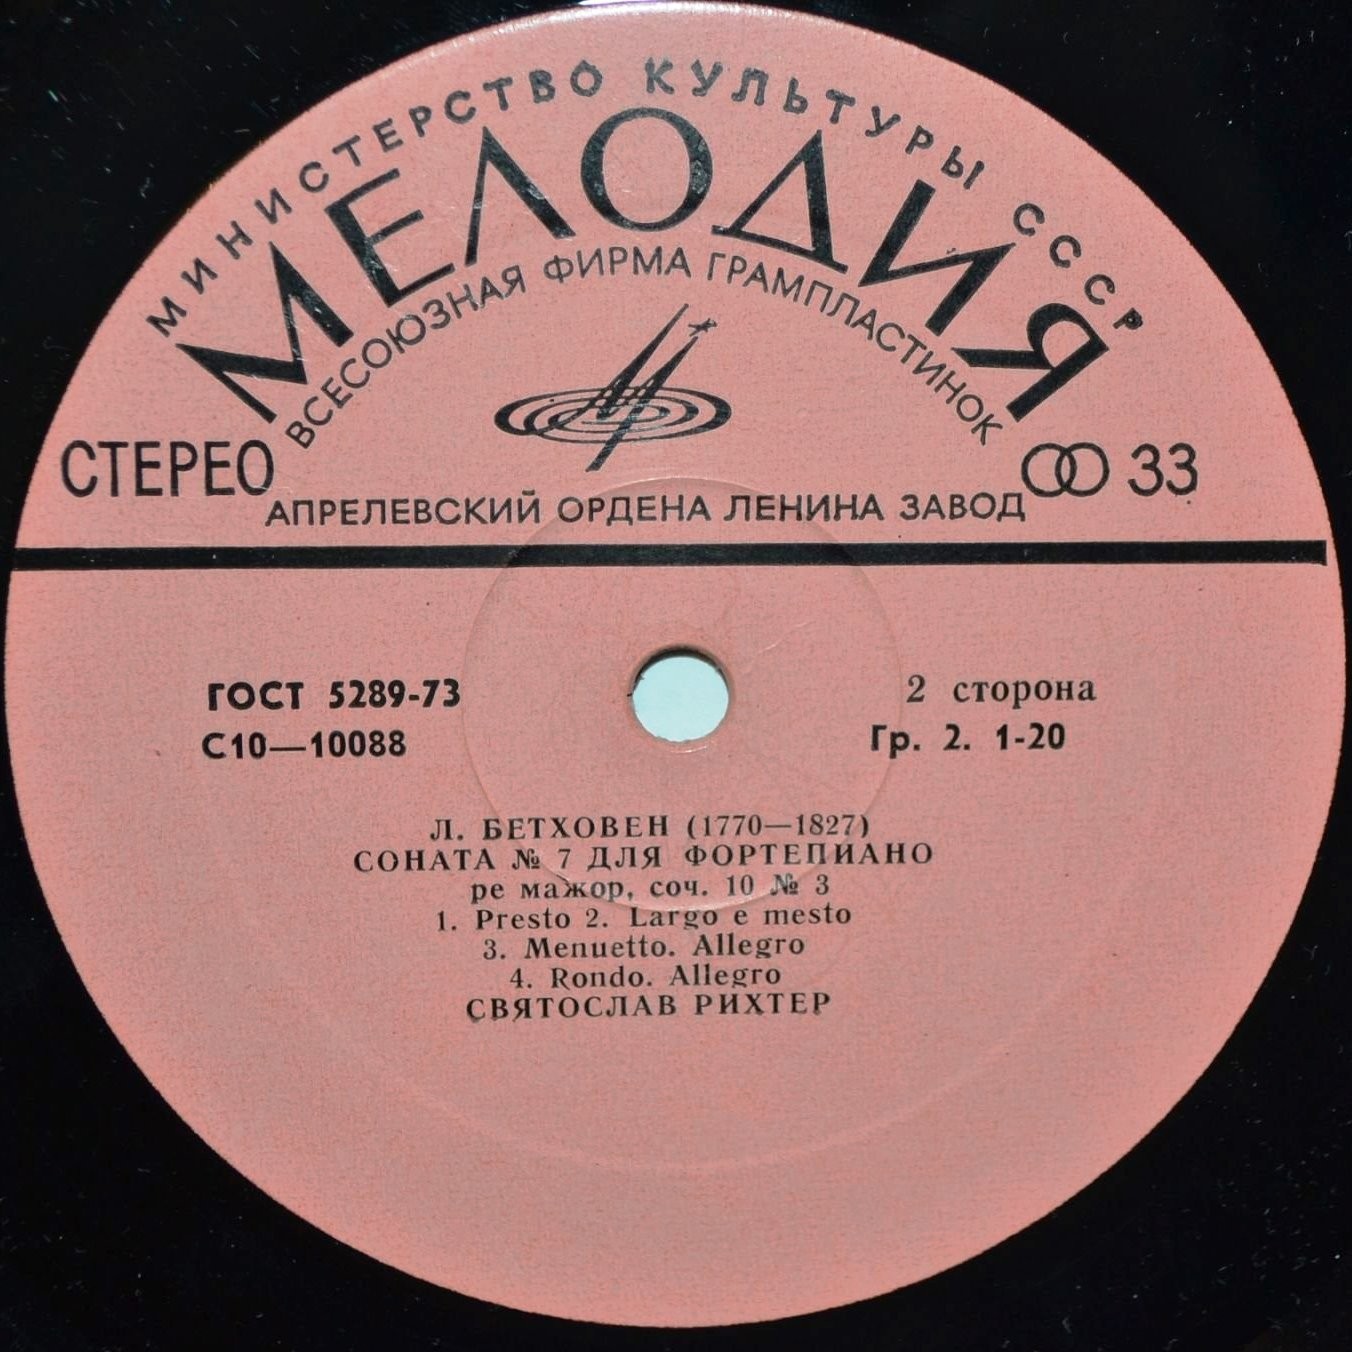 МИНИСТЕРСТВО КУЛЬТУРЫ СССР
МЕЛОДИЯ
ВСЕСОЮЗНАЯ ФИРМА ГРАМПЛАСТИНОК
СТЕРЕО
33
АПРЕЛЕВСКИЙ ОРДЕНА ЛЕНИНА ЗАВОД
ГОСТ 5289-73
2 сторона
С10—10088
Гр. 2. 1-20
Л. БЕТХОВЕН (1770—1827)
СОНАТА № 7 ДЛЯ ФОРТЕПИАНО
ре мажор, соч. 10 № 3
1. Presto 2. Largo e mesto
3. Menuetto. Allegro
4. Rondo. Allegro
СВЯТОСЛАВ РИХТЕР